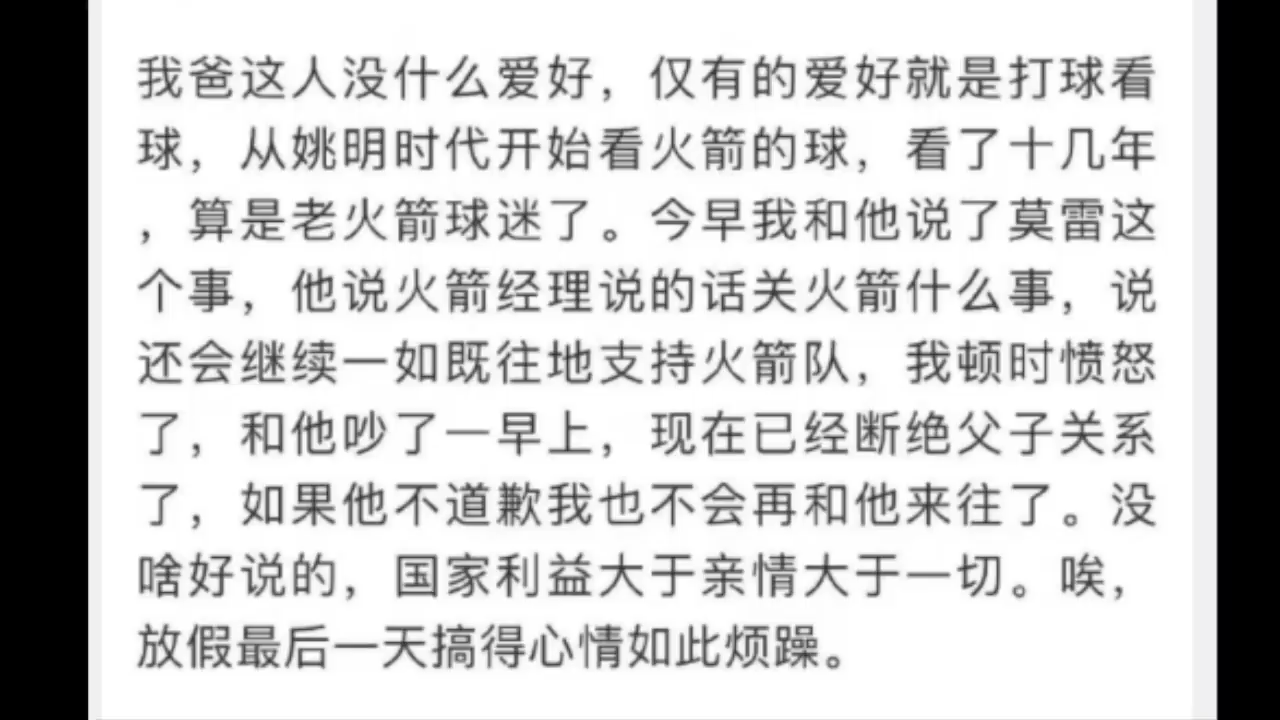 我爸这人没什么爱好，仅有的爱好就是打球看
球，从姚明时代开始看火箭的球，看了十几年
，算是老火箭球迷了。今早我和他说了莫雷这
个事，他说火箭经理说的话关火箭什么事，说
还会继续一如既往地支持火箭队，我顿时愤怒
了，和他吵了一早上，现在已经断绝父子关系
了，如果他不道歉我也不会再和他来往了。没
啥好说的，国家利益大于亲情大于一切。唉，
放假最后一天搞得心情如此烦躁。